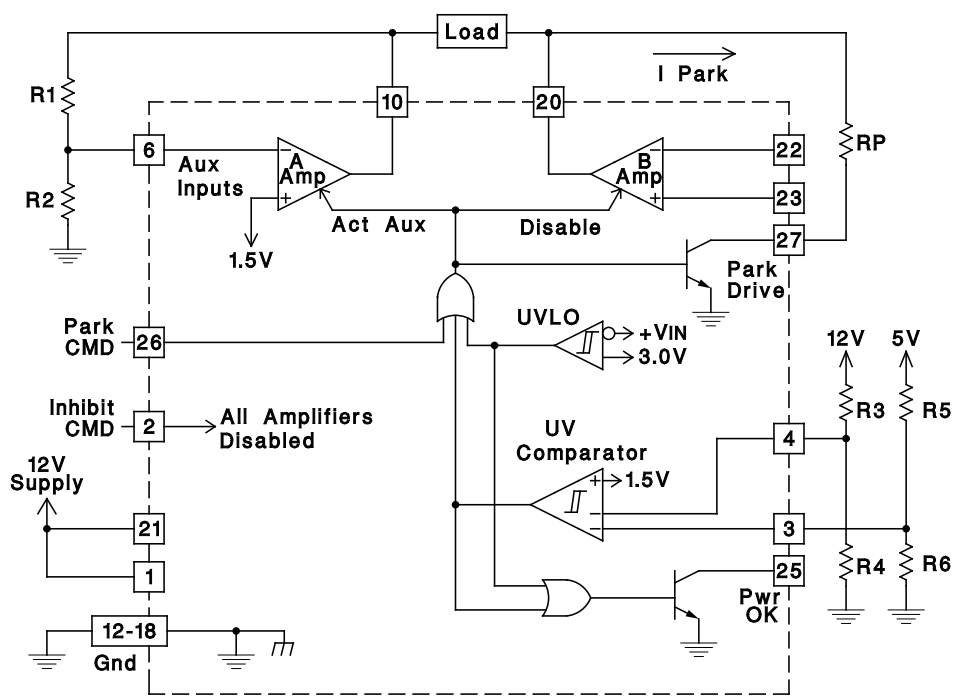 Load
I Park
R1
10
20
RP
6
Aux
Inputs
−
A
Amp
+
B
Amp
−
+
22
23
R2
1.5V
Act Aux
Disable
27
Park
Drive
Park
CMD
26
UVLO
+VIN
3.0V
12V
5V
R3
R5
Inhibit
CMD
2
All Amplifiers
Disabled
UV
Comparator
4
12V
Supply
+
1.5V
−
−
21
3
1
25
R4
R6
Pwr
OK
12-18
Gnd